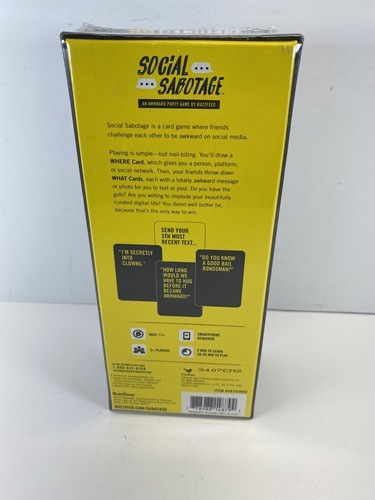 SOCIAL
SABOTAGE
AN AWKWARD PARTY GAME BY BUZZFEED
Social Sabotage is a card game where friends
challenge each other to be awkward on social media.
Playing is simple—but nail-biting. You'll draw a
WHERE Card, which gives you a person, platform,
or social network. Then, your friends throw down
WHAT Cards, each with a totally awkward message
or photo for you to text or post. Do you have the
guts? Are you willing to implode your beautifully
curated digital life? You damn well better be,
because that's the only way to win.
SEND YOUR
5TH MOST
RECENT TEXT...
"I'M SECRETLY
INTO
CLOWNS."
"HOW LONG
WOULD WE
HAVE TO HUG
BEFORE IT
BECAME
AWKWARD?"
"DO YOU KNOW
A GOOD BAIL
BONDSMAN?"
AGES 17+
SMARTPHONE
REQUIRED
3+ PLAYERS
2 MIN TO LEARN
BuzzFeed
BUZZFEED.COM/SABOTAGE